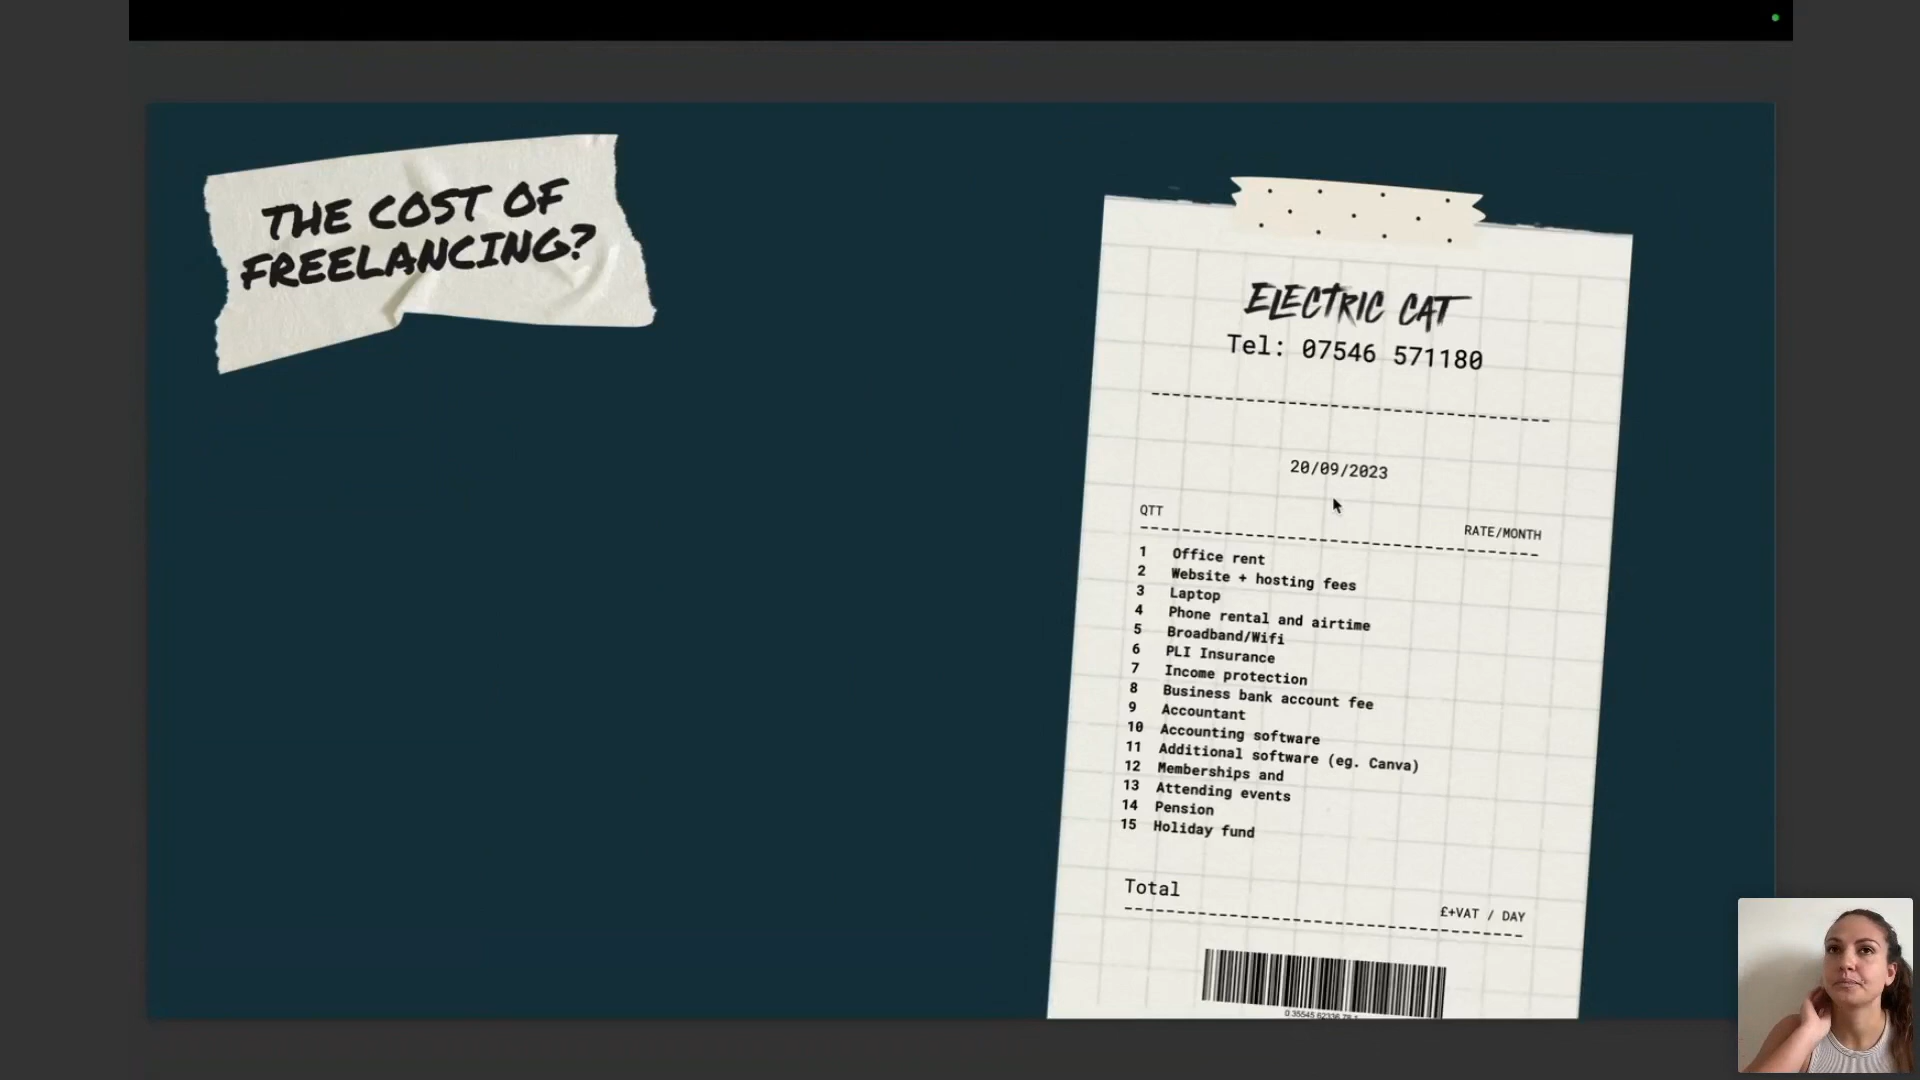 THE COST OF
FREELANCING?
ELECTRIC CAT
Tel: 07546 571180
20/09/2023
QTT RATE/MONTH
1 Office rent
2 Website + hosting fees
3 Laptop
4 Phone rental and airtime
5 Broadband/Wifi
6 PLI Insurance
7 Income protection
8 Business bank account fee
9 Accountant
10 Accounting software
11 Additional software (eg. Canva)
12 Memberships and
13 Attending events
14 Pension
15 Holiday fund
Total £+VAT / DAY